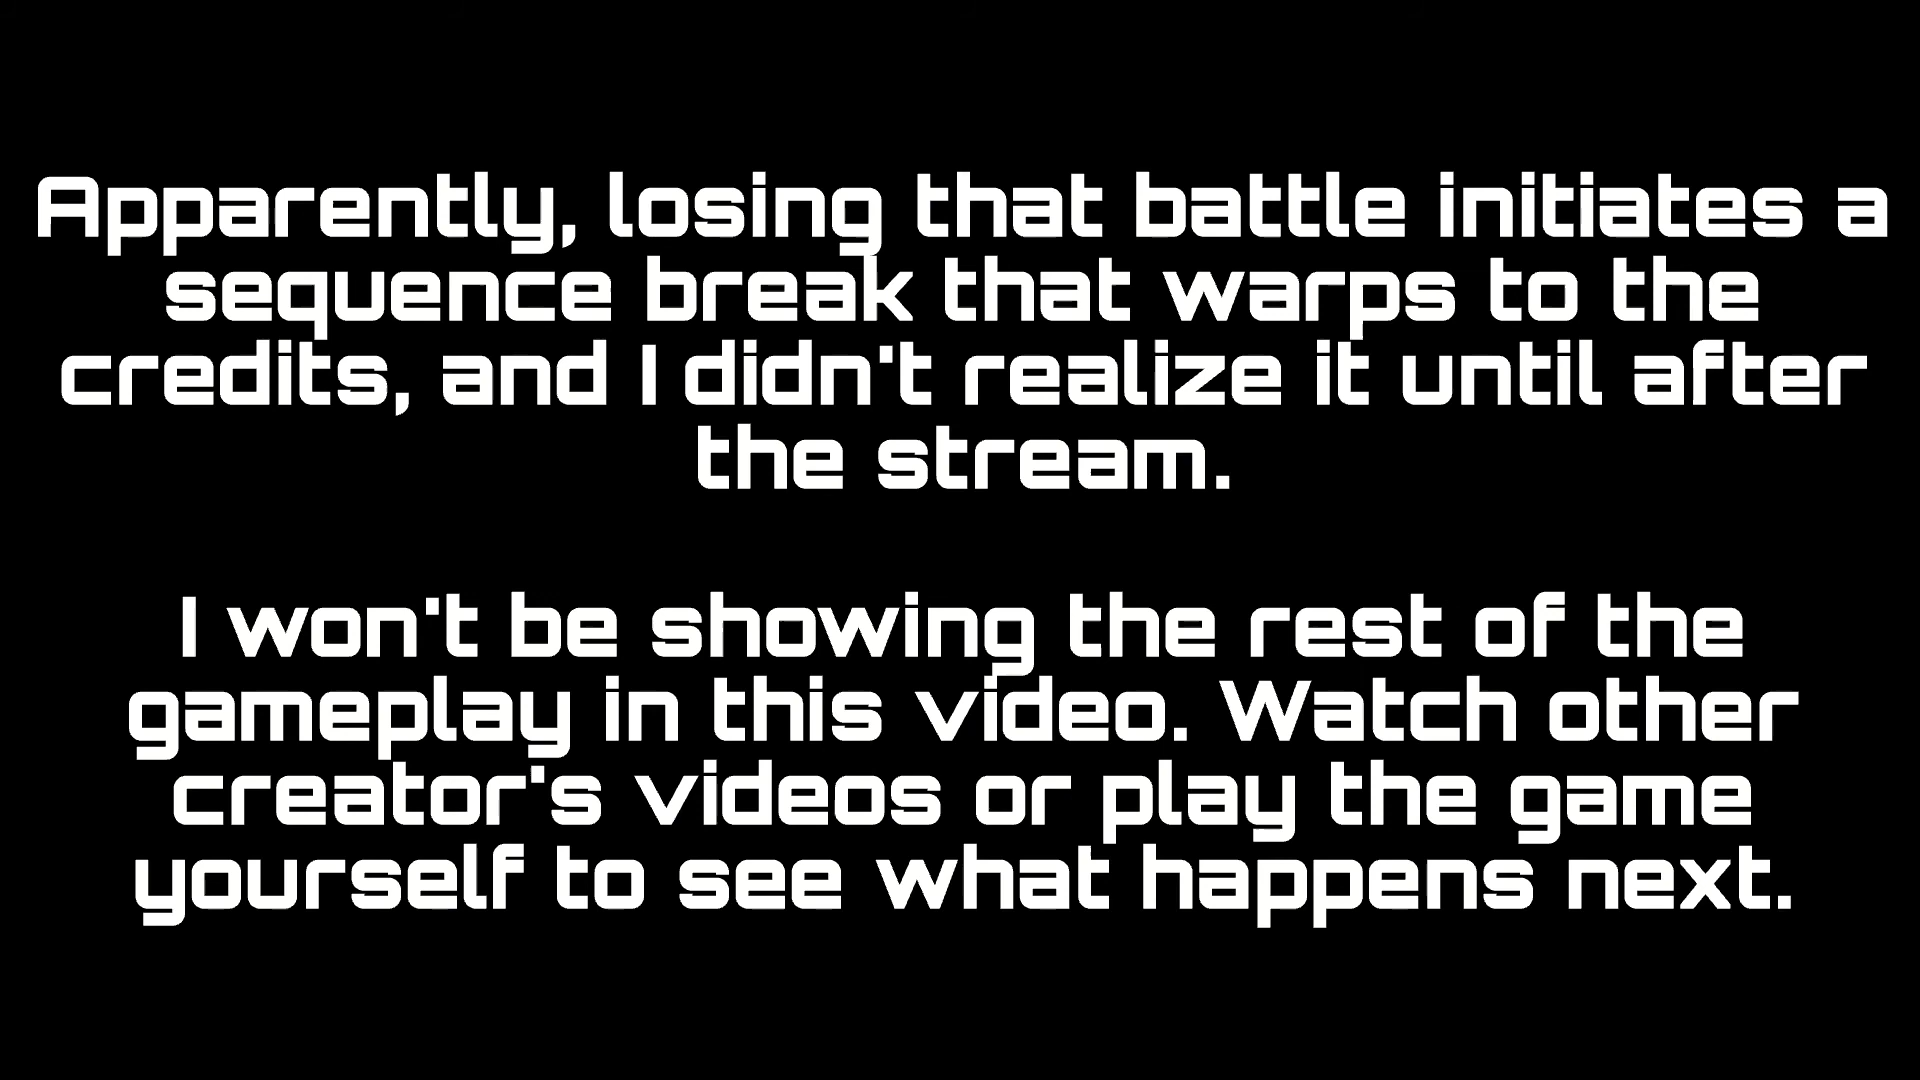 Apparently, losing that battle initiates a
sequence break that warps to the
credits, and I didn't realize it until after
the stream.
I won't be showing the rest of the
gameplay in this video. Watch other
creator's videos or play the game
yourself to see what happens next.